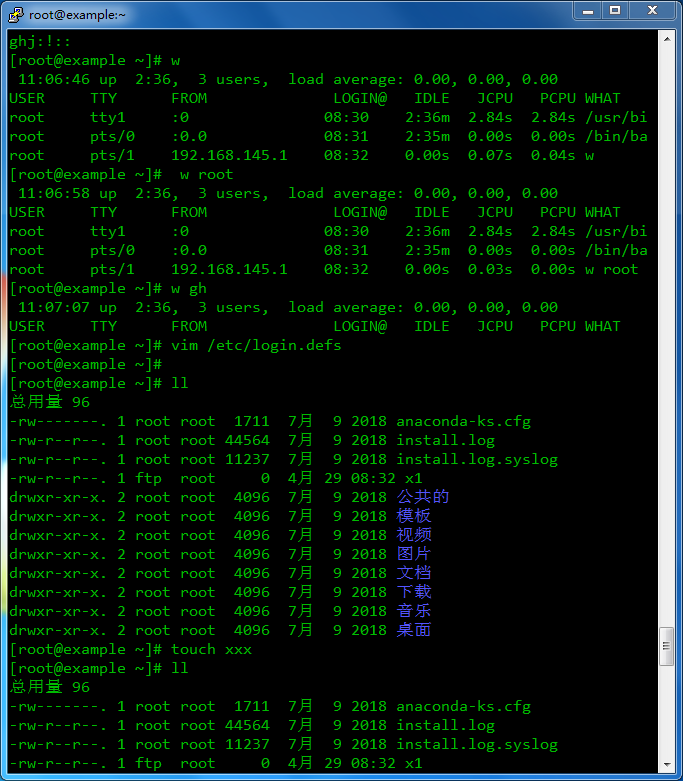 root@example:~
ghj:!::
[root@example ~]# w
 11:06:46 up  2:36,  3 users,  load average: 0.00, 0.00, 0.00
USER     TTY      FROM              LOGIN@   IDLE   JCPU   PCPU WHAT
root     tty1     :0               08:30    2:36m  2.84s  2.84s /usr/bi
root     pts/0    :0.0             08:31    2:35m  0.00s  0.00s /bin/ba
root     pts/1    192.168.145.1    08:32    0.00s  0.07s  0.04s w
[root@example ~]#  w root
 11:06:58 up  2:36,  3 users,  load average: 0.00, 0.00, 0.00
USER     TTY      FROM              LOGIN@   IDLE   JCPU   PCPU WHAT
root     tty1     :0               08:30    2:36m  2.84s  2.84s /usr/bi
root     pts/0    :0.0             08:31    2:35m  0.00s  0.00s /bin/ba
root     pts/1    192.168.145.1    08:32    0.00s  0.03s  0.00s w root
[root@example ~]# w gh
 11:07:07 up  2:36,  3 users,  load average: 0.00, 0.00, 0.00
USER     TTY      FROM              LOGIN@   IDLE   JCPU   PCPU WHAT
[root@example ~]# vim /etc/login.defs
[root@example ~]#
[root@example ~]# ll
总用量 96
-rw-------. 1 root root  1711  7月  9 2018 anaconda-ks.cfg
-rw-r--r--. 1 root root 44564  7月  9 2018 install.log
-rw-r--r--. 1 root root 11237  7月  9 2018 install.log.syslog
-rw-r--r--. 1 ftp  root     0  4月 29 08:32 x1
drwxr-xr-x. 2 root root  4096  7月  9 2018 公共的
drwxr-xr-x. 2 root root  4096  7月  9 2018 模板
drwxr-xr-x. 2 root root  4096  7月  9 2018 视频
drwxr-xr-x. 2 root root  4096  7月  9 2018 图片
drwxr-xr-x. 2 root root  4096  7月  9 2018 文档
drwxr-xr-x. 2 root root  4096  7月  9 2018 下载
drwxr-xr-x. 2 root root  4096  7月  9 2018 音乐
drwxr-xr-x. 2 root root  4096  7月  9 2018 桌面
[root@example ~]# touch xxx
[root@example ~]# ll
总用量 96
-rw-------. 1 root root  1711  7月  9 2018 anaconda-ks.cfg
-rw-r--r--. 1 root root 44564  7月  9 2018 install.log
-rw-r--r--. 1 root root 11237  7月  9 2018 install.log.syslog
-rw-r--r--. 1 ftp  root     0  4月 29 08:32 x1